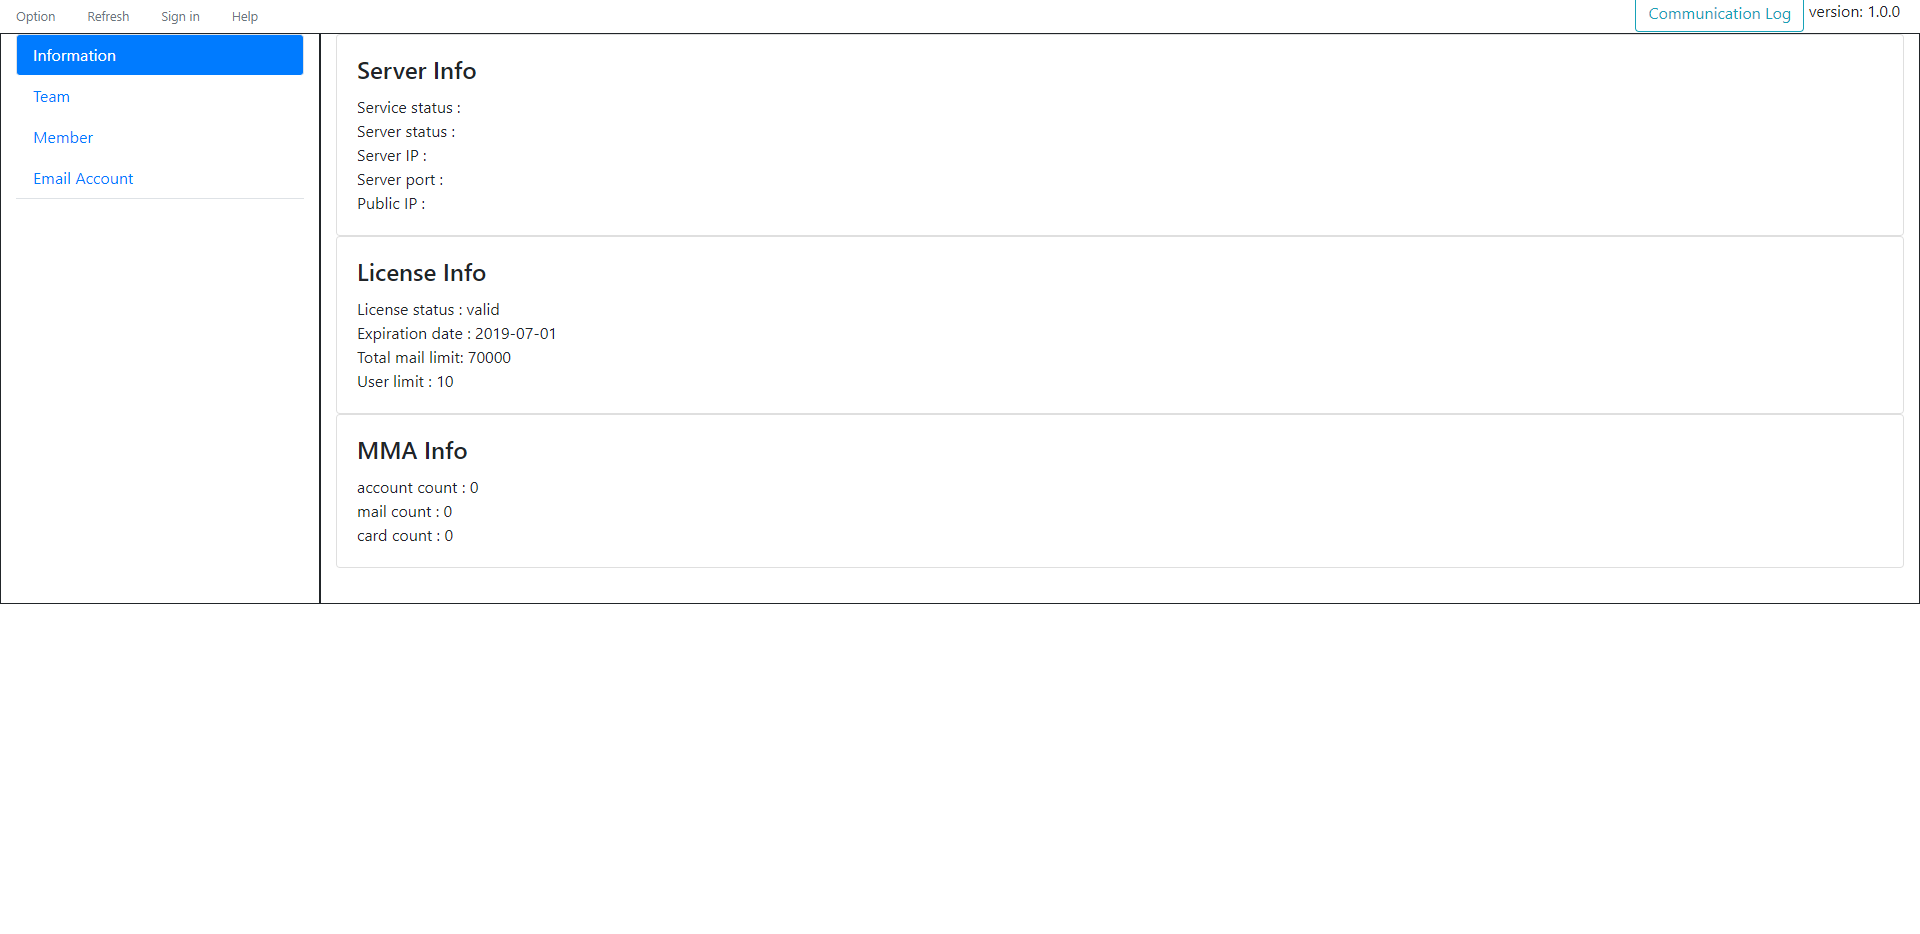 Option Refresh Sign in Help Communication Log version: 1.0.0
Information
Team
Member
Email Account
Server Info
Service status :
Server status :
Server IP :
Server port :
Public IP :
License Info
License status : valid
Expiration date : 2019-07-01
Total mail limit: 70000
User limit : 10
MMA Info
account count : 0
mail count : 0
card count : 0